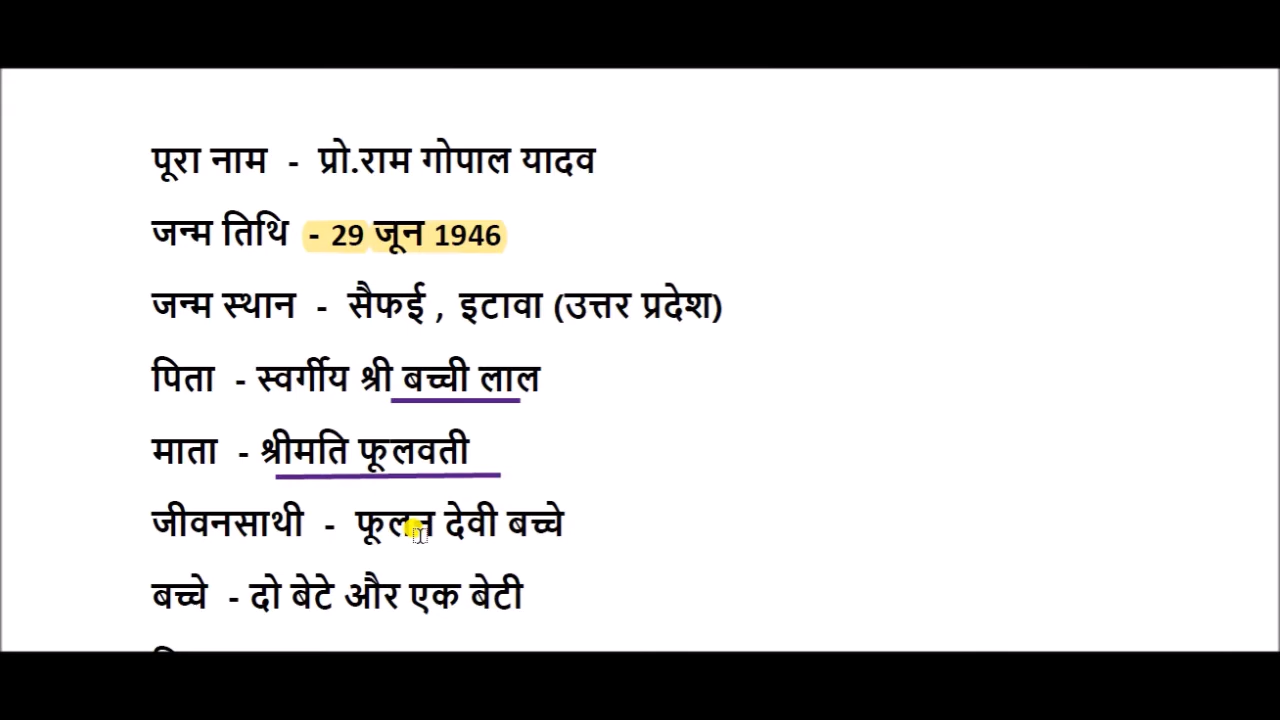 पूरा नाम - प्रो.राम गोपाल यादव
जन्म तिथि - 29 जून 1946
जन्म स्थान - सैफई , इटावा (उत्तर प्रदेश)
पिता - स्वर्गीय श्री बच्ची लाल
माता - श्रीमति फूलवती
जीवनसाथी - फूलन देवी बच्चे
बच्चे - दो बेटे और एक बेटी